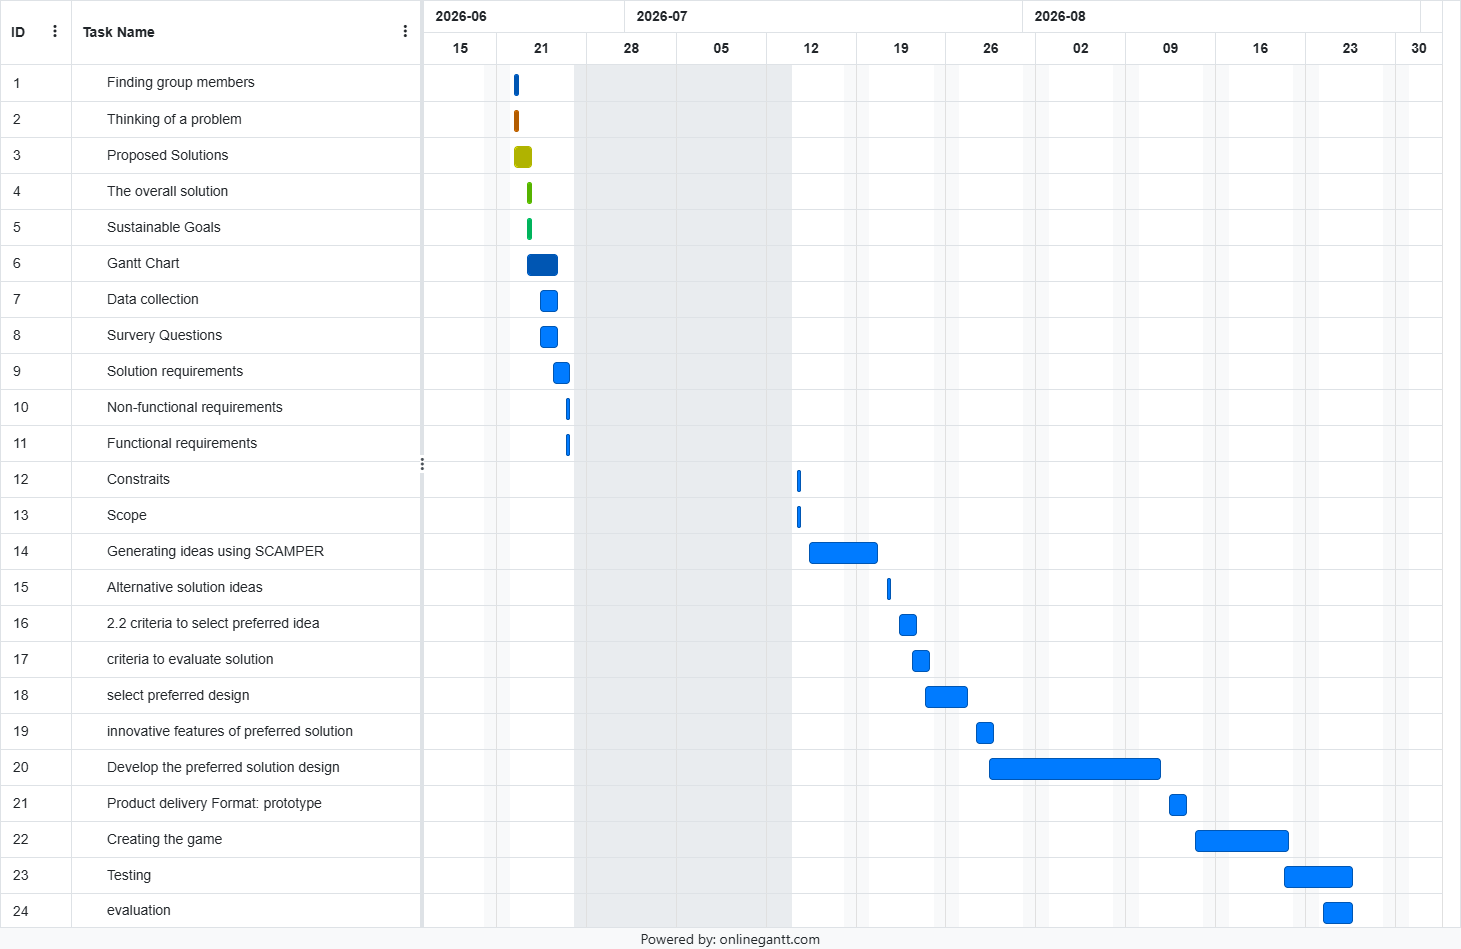 ID Task Name 2026-06 2026-07 2026-08
15 21 28 05 12 19 26 02 09 16 23 30
1 Finding group members
2 Thinking of a problem
3 Proposed Solutions
4 The overall solution
5 Sustainable Goals
6 Gantt Chart
7 Data collection
8 Survery Questions
9 Solution requirements
10 Non-functional requirements
11 Functional requirements
12 Constraits
13 Scope
14 Generating ideas using SCAMPER
15 Alternative solution ideas
16 2.2 criteria to select preferred idea
17 criteria to evaluate solution
18 select preferred design
19 innovative features of preferred solution
20 Develop the preferred solution design
21 Product delivery Format: prototype
22 Creating the game
23 Testing
24 evaluation
Powered by: onlinegantt.com